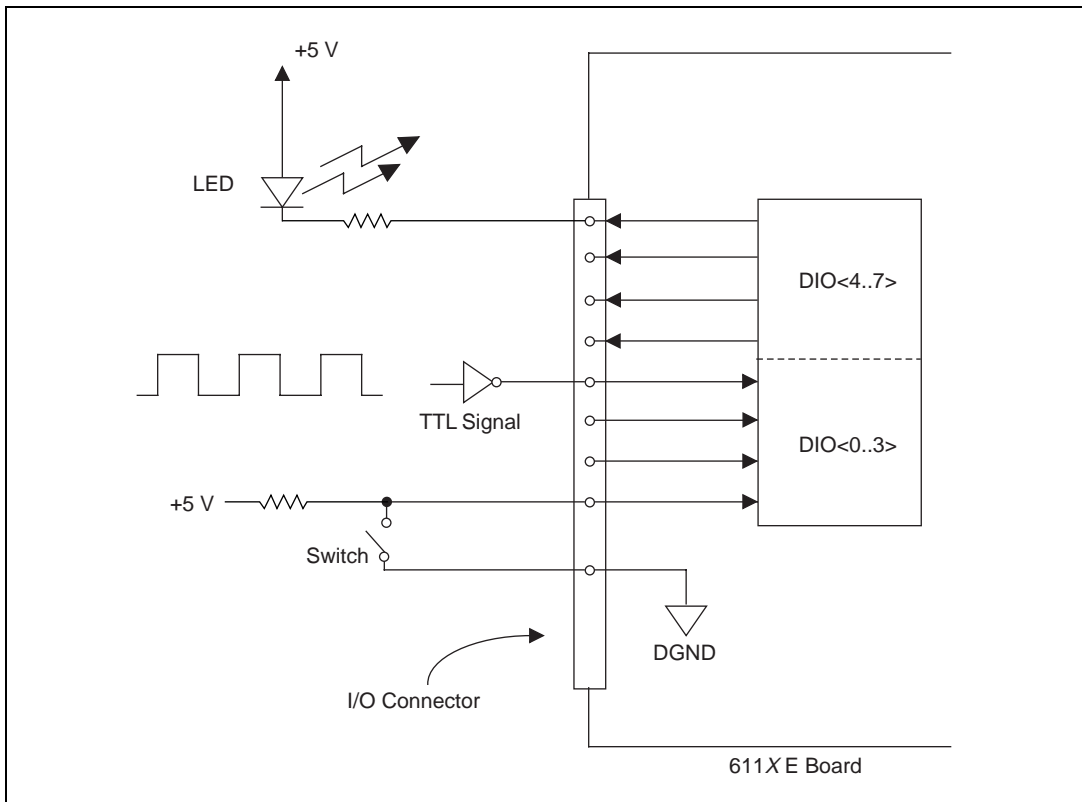 +5 V
LED
DIO<4..7>
TTL Signal
DIO<0..3>
+5 V
Switch
DGND
I/O Connector
611X E Board